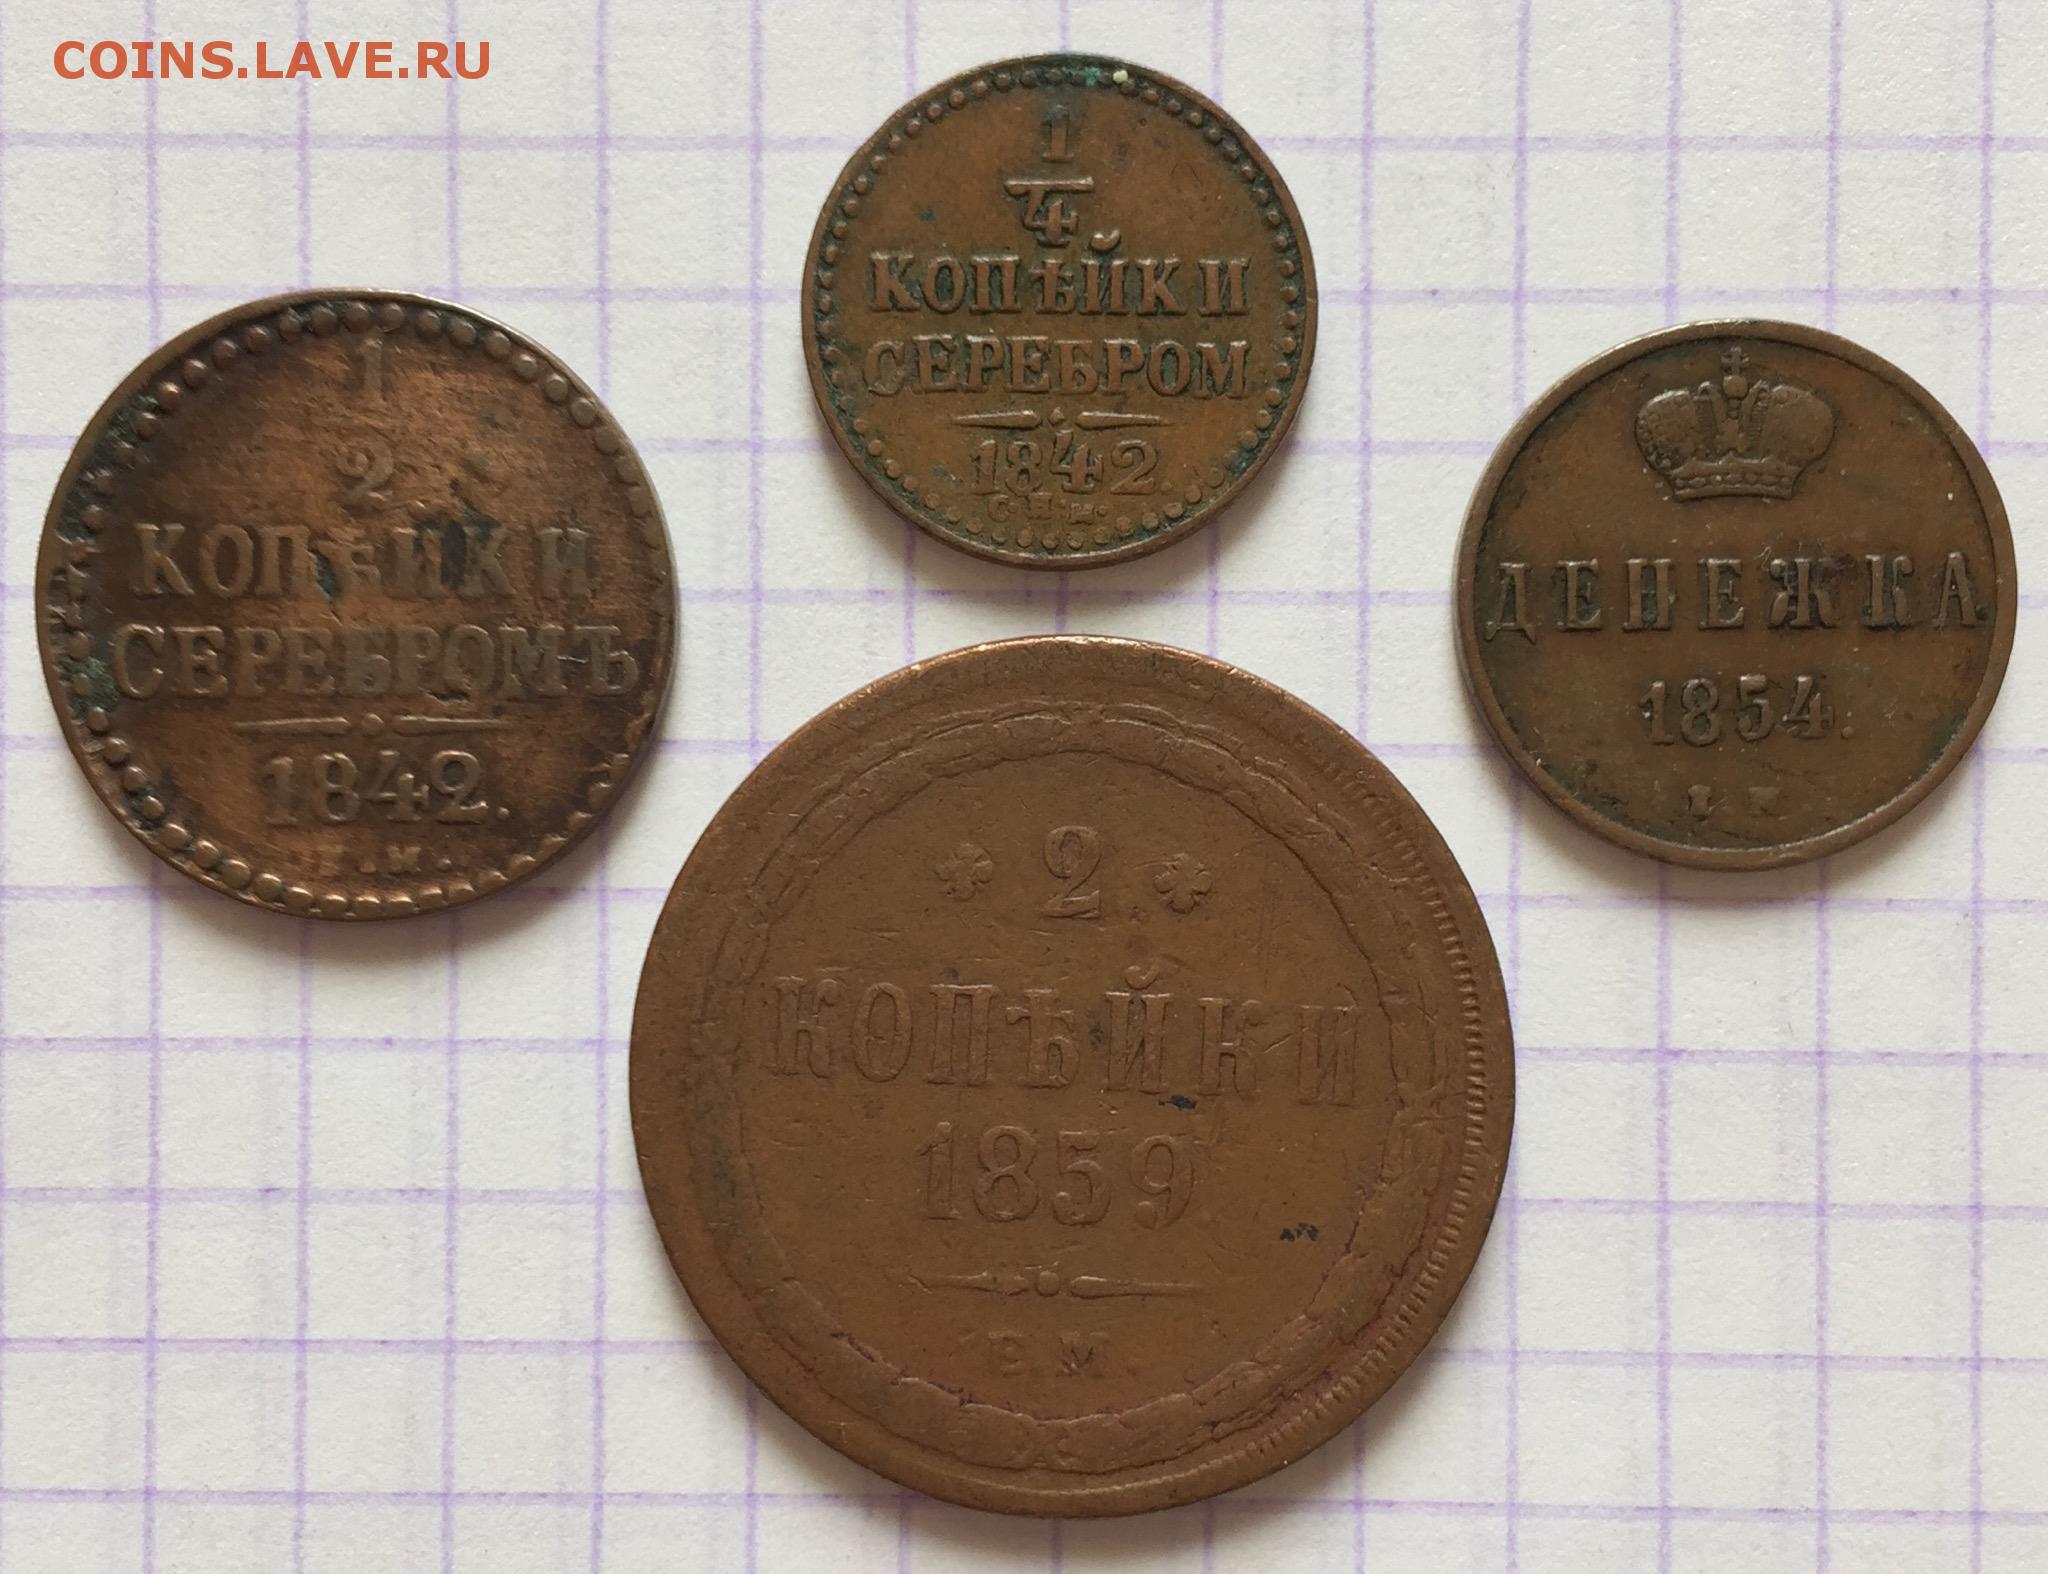 COINS.LAVE.RU
1
4
КОПѢЙКИ
СЕРЕБРОМ
1842.
С.П.М.
1
2
КОПѢЙКИ
СЕРЕБРОМЪ
1842.
ДЕНЕЖКА
1854.
2
КОПѢЙКИ
1859.
Е.М.